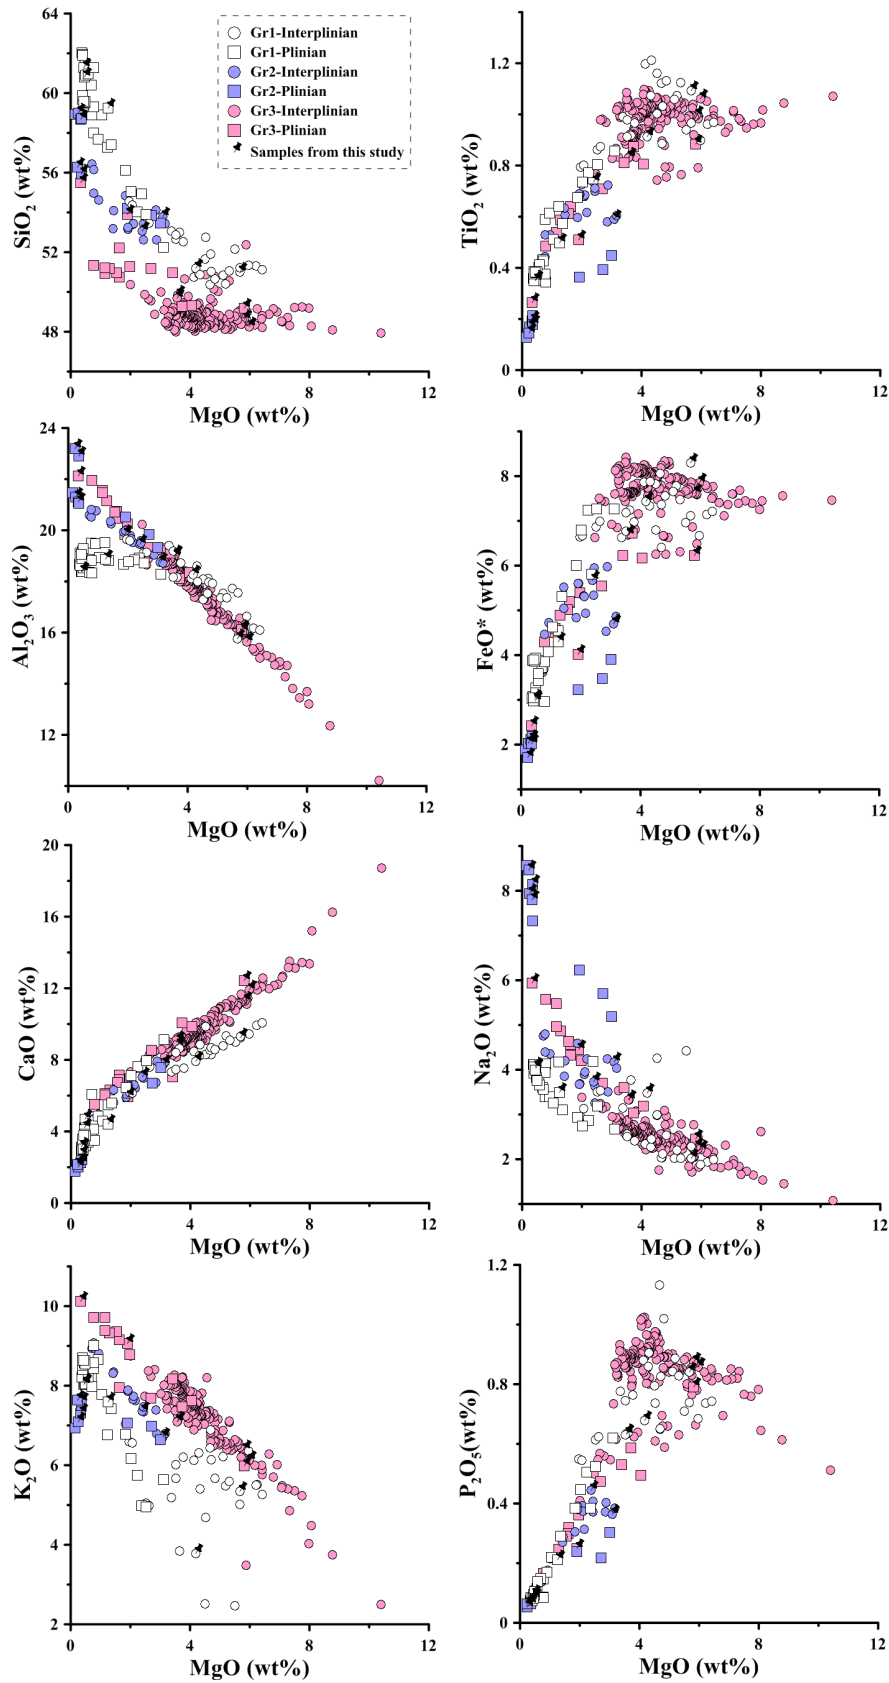 64
60
56
52
48
0
4
8
12
SiO2 (wt%)
MgO (wt%)
Gr1-Interplinian
Gr1-Plinian
Gr2-Interplinian
Gr2-Plinian
Gr3-Interplinian
Gr3-Plinian
Samples from this study
1.2
0.8
0.4
0
0
4
8
12
TiO2 (wt%)
MgO (wt%)
24
20
16
12
0
4
8
12
Al2O3 (wt%)
MgO (wt%)
8
6
4
2
0
4
8
12
FeO* (wt%)
MgO (wt%)
20
16
12
8
4
0
0
4
8
12
CaO (wt%)
MgO (wt%)
8
6
4
2
0
4
8
12
Na2O (wt%)
MgO (wt%)
10
8
6
4
2
0
4
8
12
K2O (wt%)
MgO (wt%)
1.2
0.8
0.4
0
0
4
8
12
P2O5(wt%)
MgO (wt%)